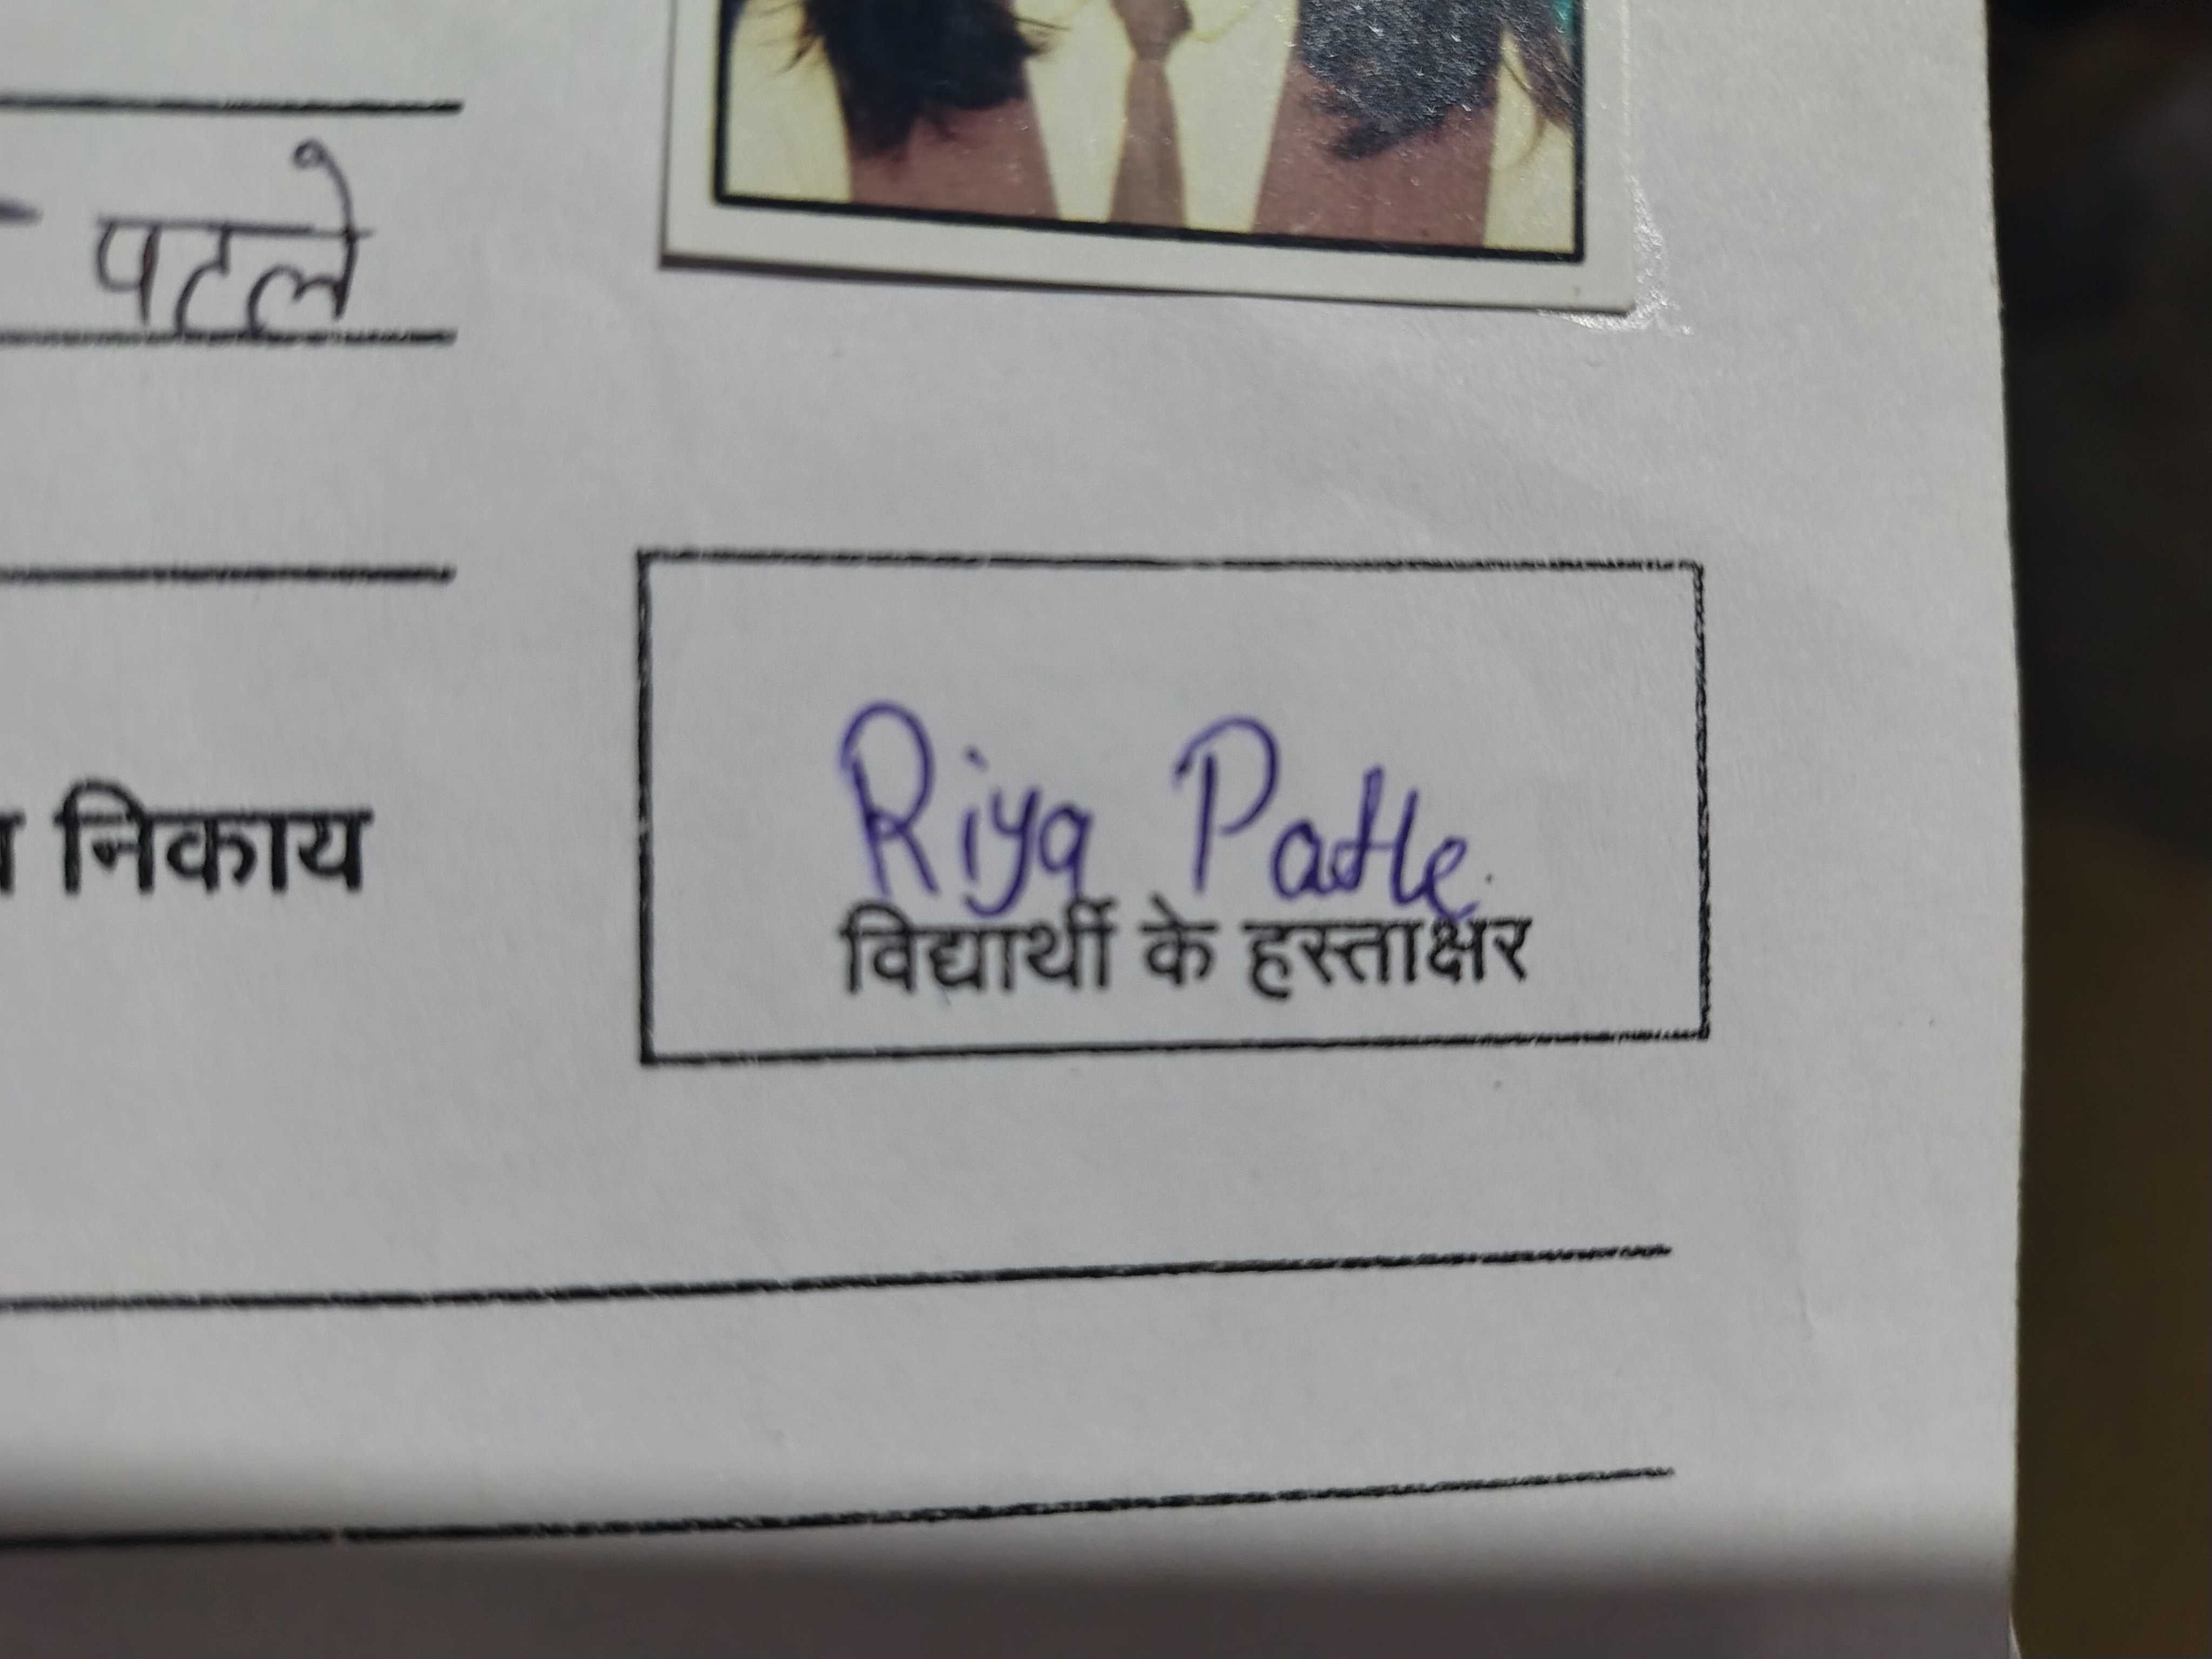 पटले
निकाय
Riya Patle
विद्यार्थी के हस्ताक्षर